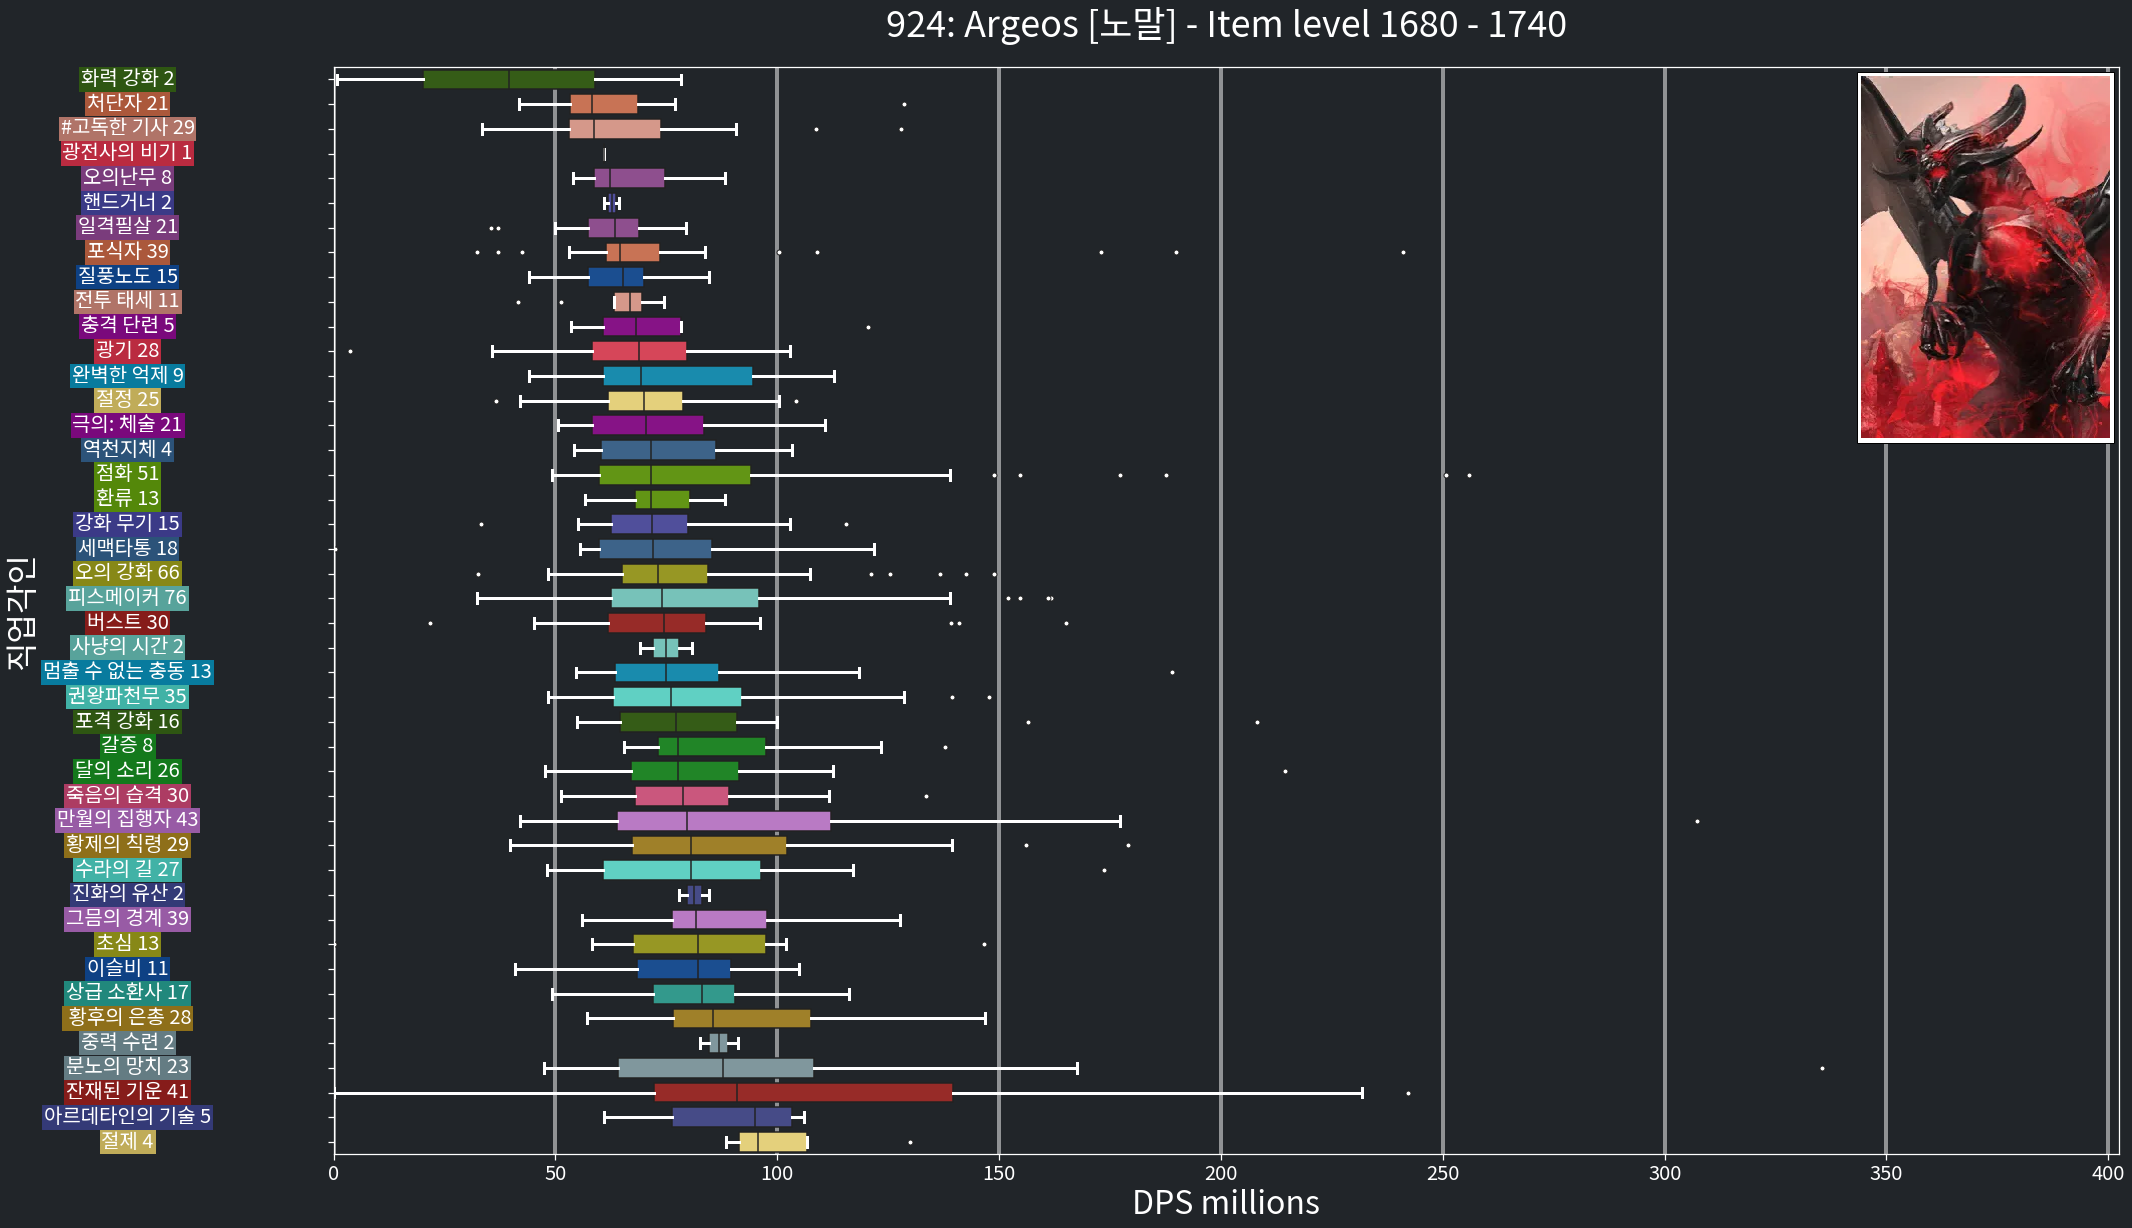 924: Argeos [노말] - Item level 1680 - 1740
직업각인
화력 강화 2
처단자 21
#고독한 기사 29
광전사의 비기 1
오의난무 8
핸드거너 2
일격필살 21
포식자 39
질풍노도 15
전투 태세 11
충격 단련 5
광기 28
완벽한 억제 9
절정 25
극의: 체술 21
역천지체 4
점화 51
환류 13
강화 무기 15
세맥타통 18
오의 강화 66
피스메이커 76
버스트 30
사냥의 시간 2
멈출 수 없는 충동 13
권왕파천무 35
포격 강화 16
갈증 8
달의 소리 26
죽음의 습격 30
만월의 집행자 43
황제의 칙령 29
수라의 길 27
진화의 유산 2
그믐의 경계 39
초심 13
이슬비 11
상급 소환사 17
황후의 은총 28
중력 수련 2
분노의 망치 23
잔재된 기운 41
아르데타인의 기술 5
절제 4
0 50 100 150 200 250 300 350 400
DPS millions